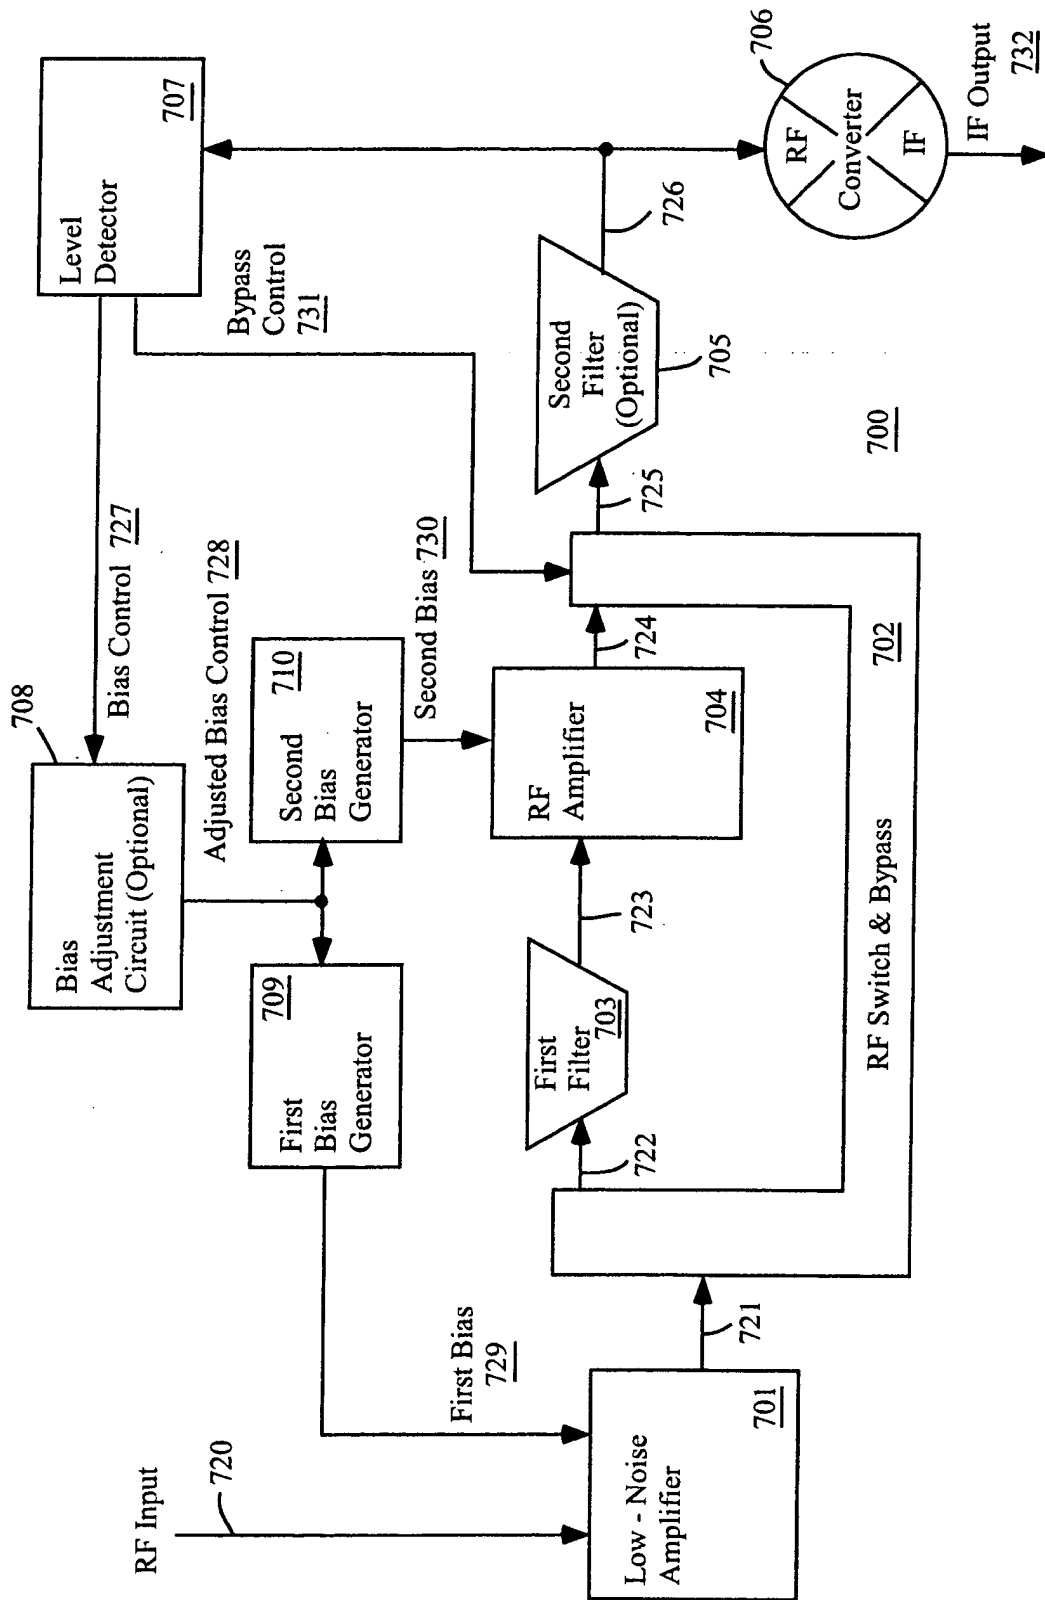 RF Input
720
Low - Noise
Amplifier
701
First Bias
729
721
First
Bias
Generator
709
Bias
Adjustment
Circuit (Optional)
708
Bias Control 727
Adjusted Bias Control 728
Second
Bias
Generator
710
Second Bias 730
Level
Detector
707
Bypass
Control
731
722
First
Filter
703
723
RF
Amplifier
704
724
RF Switch & Bypass
702
725
Second
Filter
(Optional)
705
726
RF
Converter
IF
706
IF Output
732
700